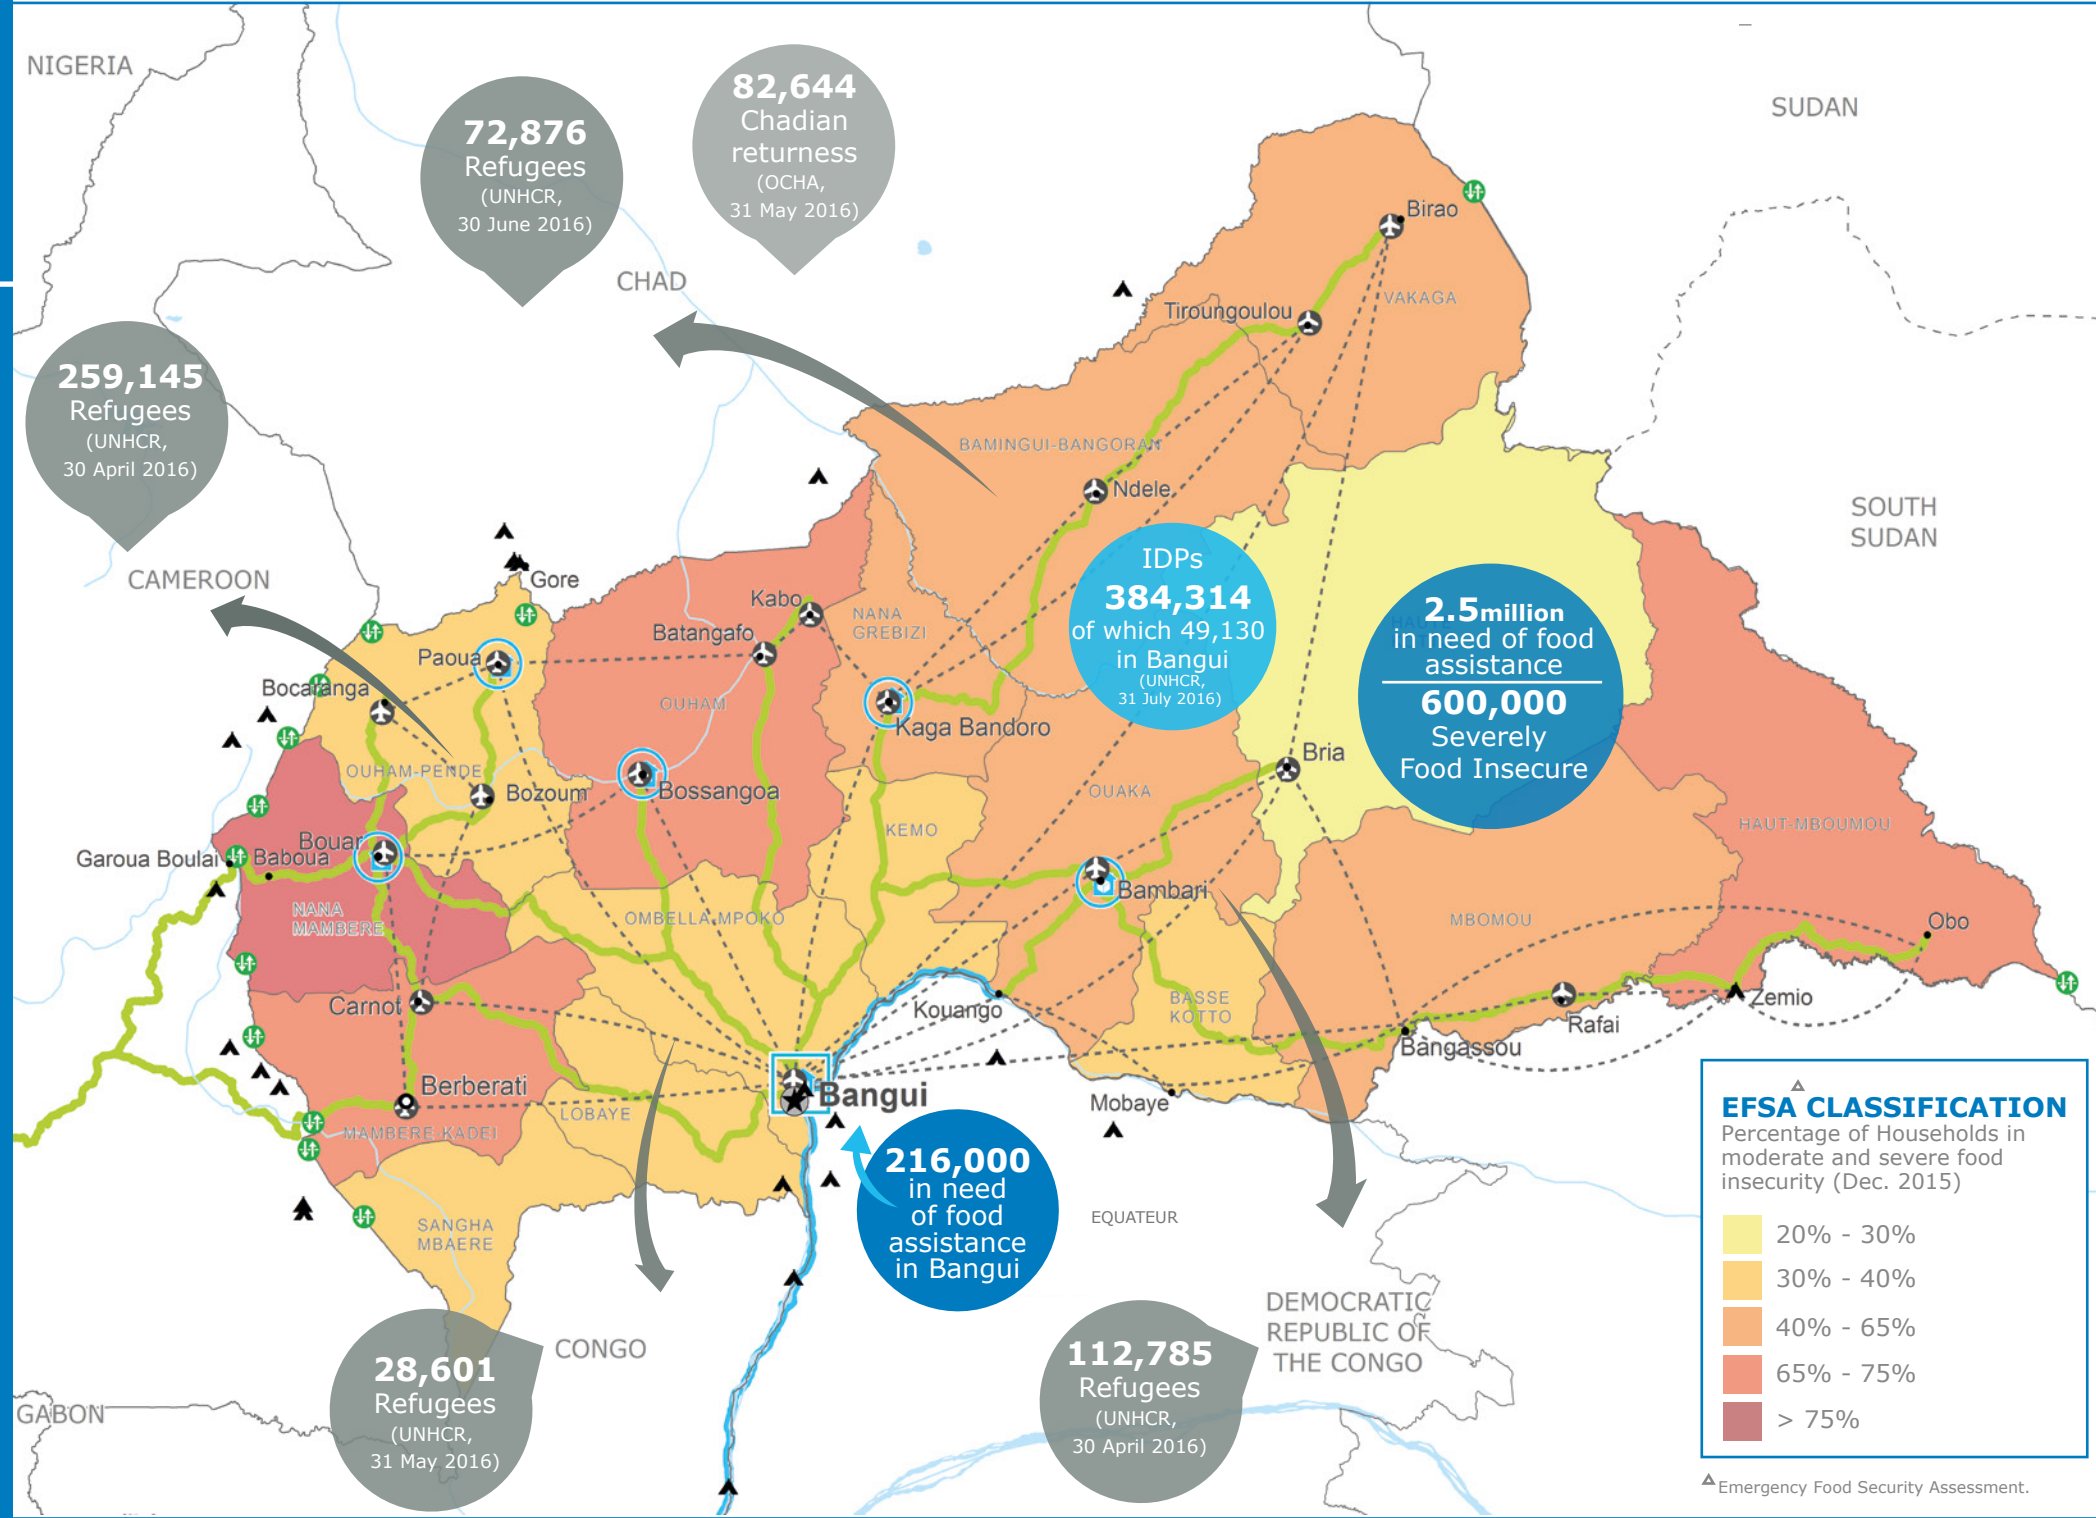 NIGERIA
SUDAN
82,644
Chadian
returness
(OCHA,
31 May 2016)
72,876
Refugees
(UNHCR,
30 June 2016)
CHAD
Birao
VAKAGA
Tiroungoulou
259,145
Refugees
(UNHCR,
30 April 2016)
BAMINGUI-BANGORAN
Ndele
SOUTH
SUDAN
CAMEROON
Gore
IDPs
384,314
of which 49,130
in Bangui
(UNHCR,
31 July 2016)
2.5million
in need of food
assistance
600,000
Severely
Food Insecure
Kabo
NANA
GREBIZI
Batangafo
Paoua
Bocaranga
OUHAM
Kaga Bandoro
Bria
OUHAM-PENDE
Bozoum
Bossangoa
OUAKA
KEMO
HAUT-MBOUMOU
Bouar
Garoua Boulai
Baboua
Bambari
NANA
MAMBERE
OMBELLA-MPOKO
MBOMOU
Obo
Carnot
Kouango
BASSE
KOTTO
Zemio
Rafai
Bangassou
Berberati
Bangui
LOBAYE
Mobaye
MAMBERE-KADEI
216,000
in need
of food
assistance
in Bangui
SANGHA
MBAERE
EQUATEUR
DEMOCRATIC
REPUBLIC OF
THE CONGO
CONGO
28,601
Refugees
(UNHCR,
31 May 2016)
112,785
Refugees
(UNHCR,
30 April 2016)
GABON
EFSA CLASSIFICATION
Percentage of Households in
moderate and severe food
insecurity (Dec. 2015)
20% - 30%
30% - 40%
40% - 65%
65% - 75%
> 75%
Emergency Food Security Assessment.